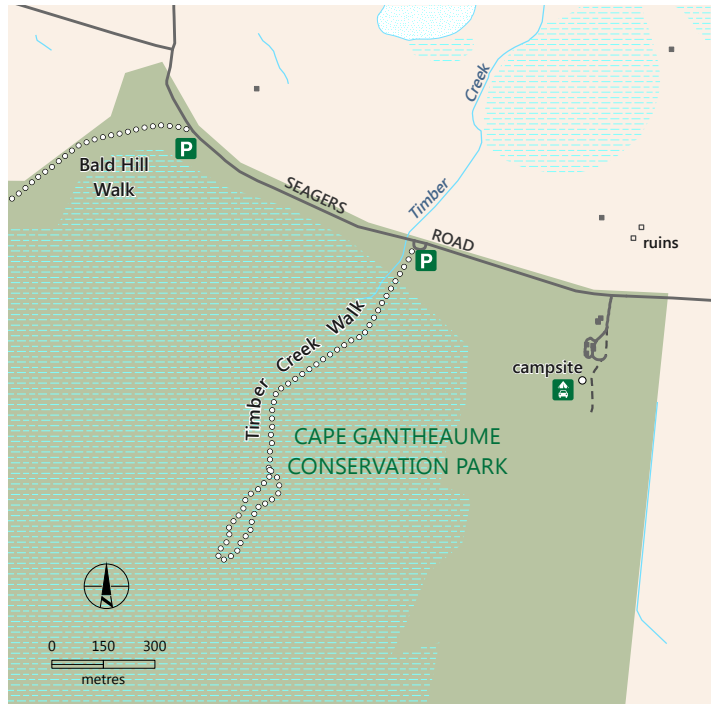 Creek
Bald Hill
Walk
P
SEAGERS
Timber
ROAD
ruins
P
Timber Creek Walk
campsite
CAPE GANTHEAUME
CONSERVATION PARK
N
0 150 300
metres